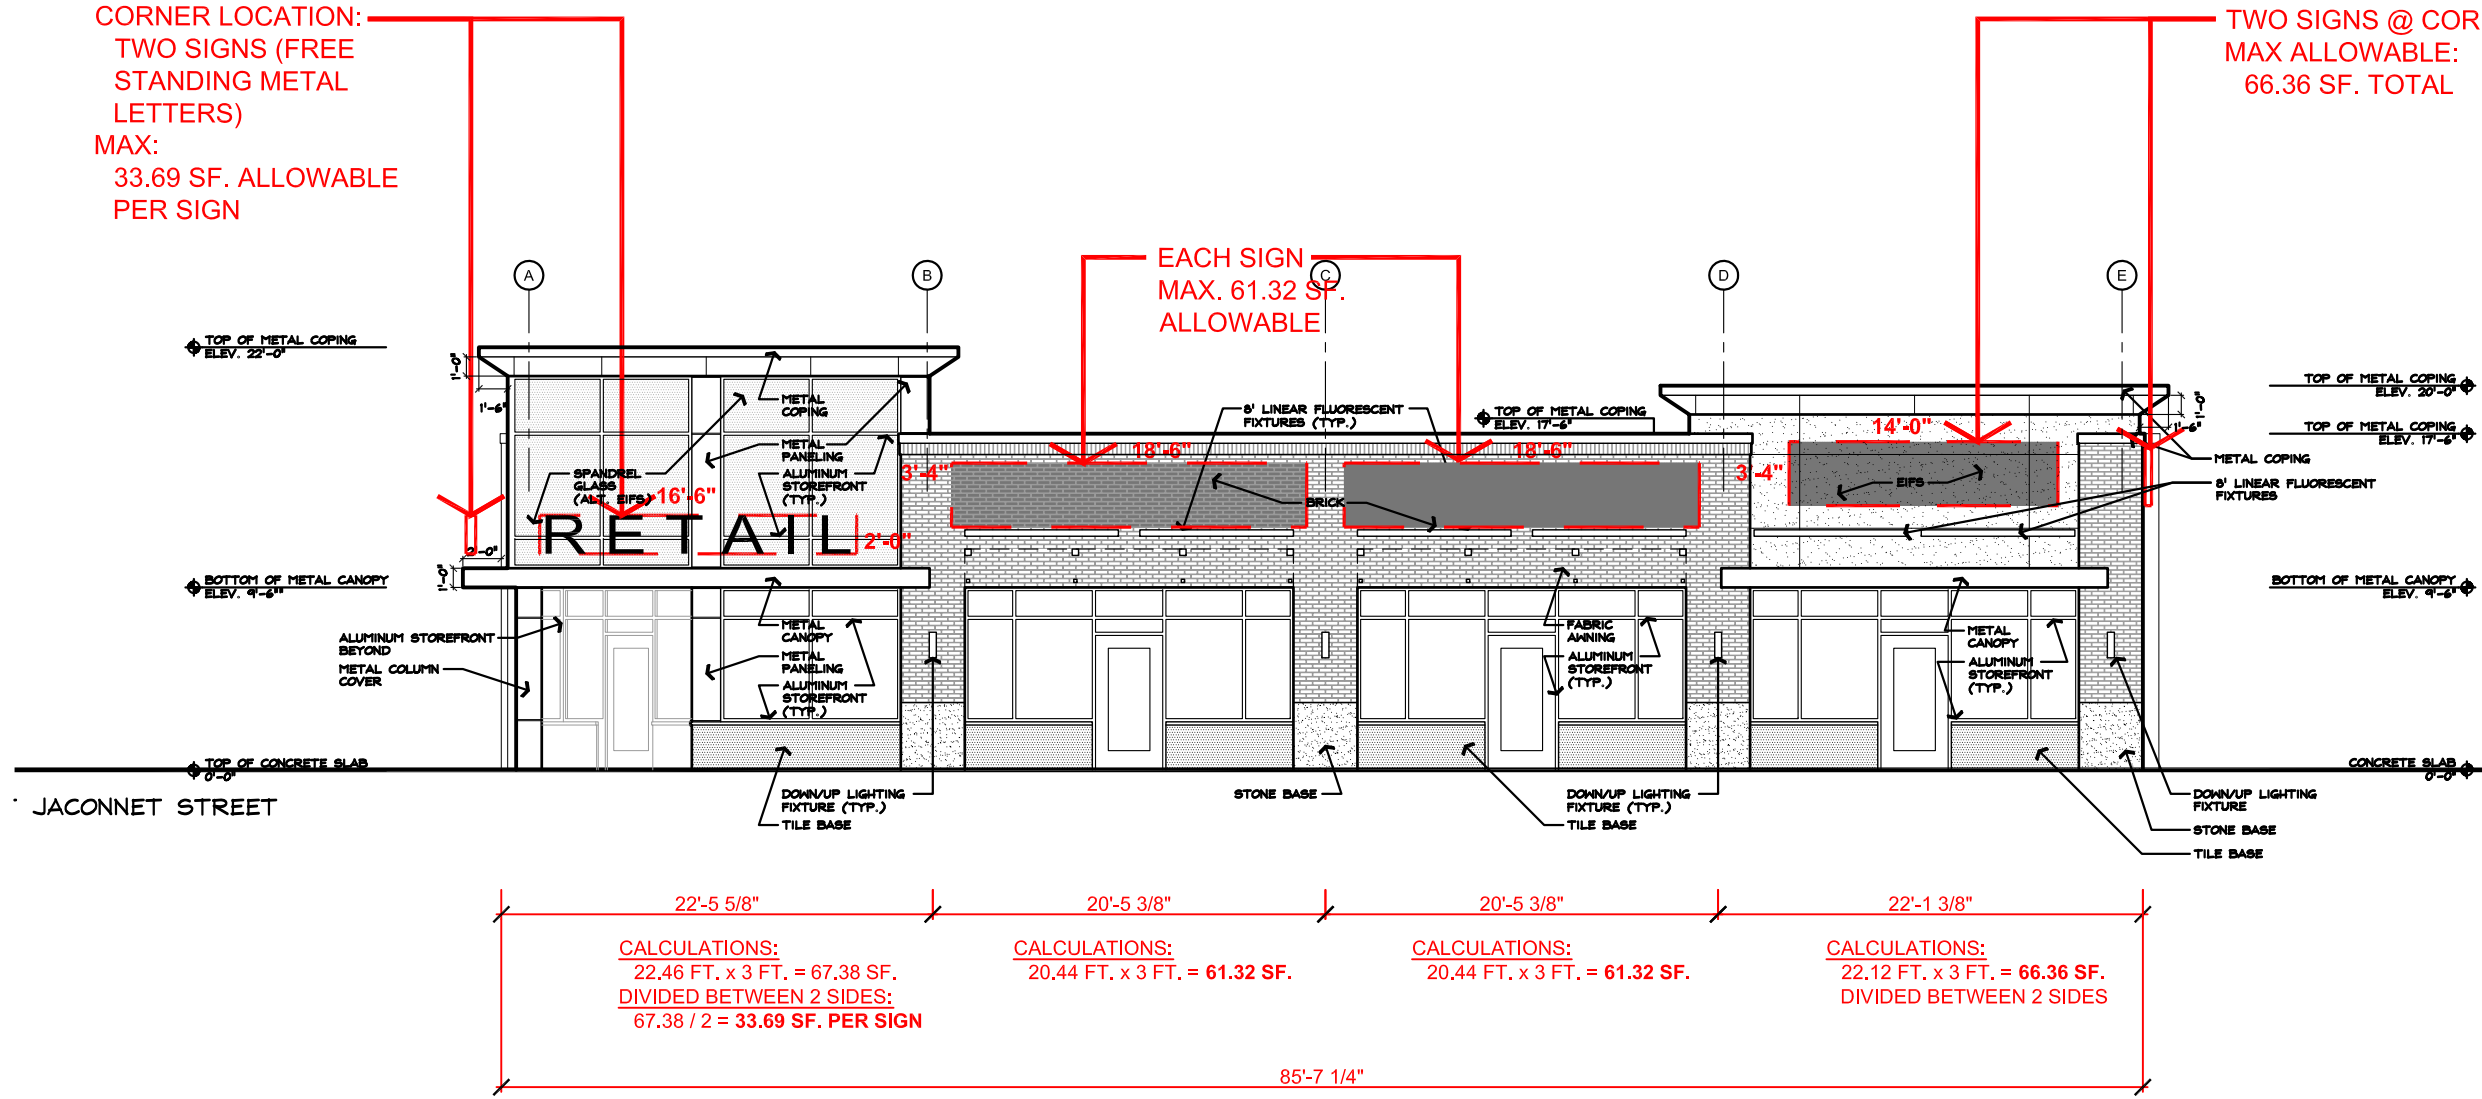 CORNER LOCATION:
TWO SIGNS (FREE
STANDING METAL
LETTERS)
MAX:
33.69 SF. ALLOWABLE
PER SIGN
TWO SIGNS @ COR
MAX ALLOWABLE:
66.36 SF. TOTAL
EACH SIGN
MAX. 61.32 SF.
ALLOWABLE
A
B
C
D
E
TOP OF METAL COPING
ELEV. 22'-0"
1'-0"
1'-6"
METAL
COPING
METAL
PANELING
SPANDREL
GLASS
(ALT. EIFS)
ALUMINUM
STOREFRONT
(TYP.)
16'-6"
RETAIL
2'-0"
2'-0"
1'-0"
8' LINEAR FLUORESCENT
FIXTURES (TYP.)
TOP OF METAL COPING
ELEV. 17'-6"
18'-6"
3'-4"
18'-6"
BRICK
14'-0"
3'-4"
EIFS
1'-0"
1'-6"
TOP OF METAL COPING
ELEV. 20'-0"
TOP OF METAL COPING
ELEV. 17'-6"
METAL COPING
8' LINEAR FLUORESCENT
FIXTURES
BOTTOM OF METAL CANOPY
ELEV. 9'-6""
BOTTOM OF METAL CANOPY
ELEV. 9'-6"
ALUMINUM STOREFRONT
BEYOND
METAL COLUMN
COVER
METAL
CANOPY
METAL
PANELING
ALUMINUM
STOREFRONT
(TYP.)
FABRIC
AWNING
ALUMINUM
STOREFRONT
(TYP.)
METAL
CANOPY
ALUMINUM
STOREFRONT
(TYP.)
TOP OF CONCRETE SLAB
0'-0"
CONCRETE SLAB
0'-0"
JACONNET STREET
DOWN/UP LIGHTING
FIXTURE (TYP.)
TILE BASE
STONE BASE
DOWN/UP LIGHTING
FIXTURE (TYP.)
TILE BASE
DOWN/UP LIGHTING
FIXTURE
STONE BASE
TILE BASE
22'-5 5/8"
20'-5 3/8"
20'-5 3/8"
22'-1 3/8"
CALCULATIONS:
22.46 FT. x 3 FT. = 67.38 SF.
DIVIDED BETWEEN 2 SIDES:
67.38 / 2 = 33.69 SF. PER SIGN
CALCULATIONS:
20.44 FT. x 3 FT. = 61.32 SF.
CALCULATIONS:
20.44 FT. x 3 FT. = 61.32 SF.
CALCULATIONS:
22.12 FT. x 3 FT. = 66.36 SF.
DIVIDED BETWEEN 2 SIDES
85'-7 1/4"